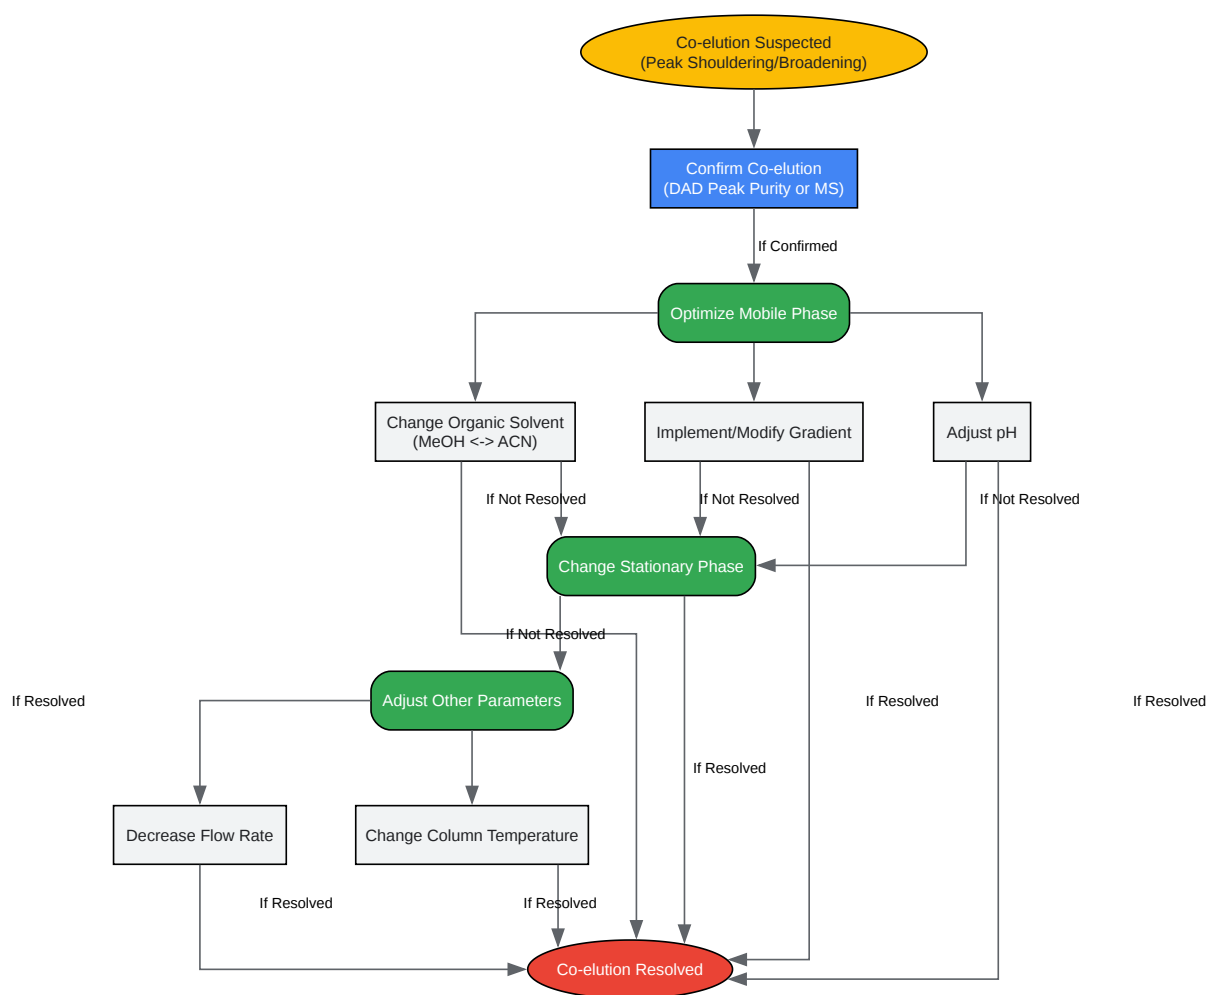 Co-elution Suspected
(Peak Shouldering/Broadening)
Confirm Co-elution
(DAD Peak Purity or MS)
If Confirmed
Optimize Mobile Phase
Change Organic Solvent
(MeOH <-> ACN)
Implement/Modify Gradient
Adjust pH
If Not Resolved
If Not Resolved
If Not Resolved
Change Stationary Phase
If Not Resolved
If Resolved
Adjust Other Parameters
If Resolved
If Resolved
If Resolved
Decrease Flow Rate
Change Column Temperature
If Resolved
If Resolved
Co-elution Resolved